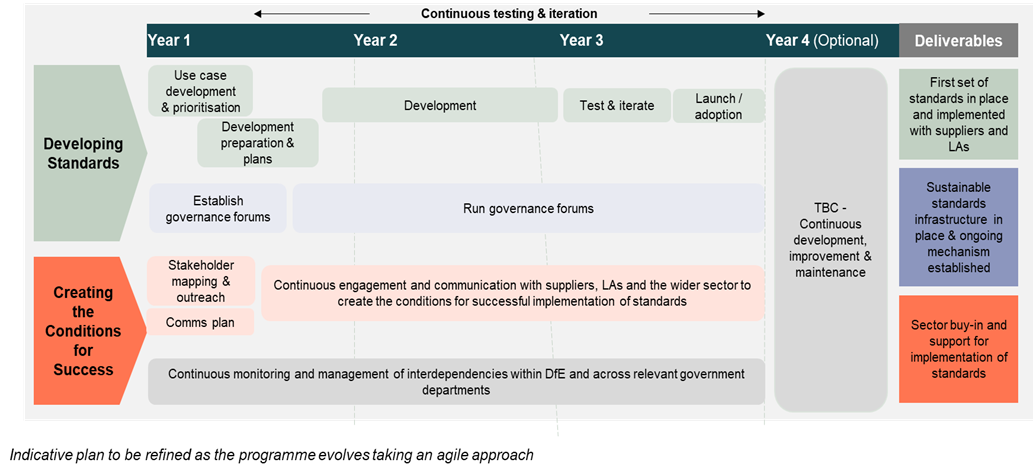 Continuous testing & iteration
Year 1
Year 2
Year 3
Year 4 (Optional)
Deliverables
Developing
Standards
Use case
development
& prioritisation
Development
preparation &
plans
Development
Test & iterate
Launch /
adoption
Establish
governance forums
Run governance forums
Creating
the
Conditions
for
Success
Stakeholder
mapping &
outreach
Comms plan
Continuous engagement and communication with suppliers, LAs and the wider sector to
create the conditions for successful implementation of standards
Continuous monitoring and management of interdependencies within DfE and across relevant government
departments
TBC -
Continuous
development,
improvement &
maintenance
First set of
standards in place
and implemented
with suppliers and
LAs
Sustainable
standards
infrastructure in
place & ongoing
mechanism
established
Sector buy-in and
support for
implementation of
standards
Indicative plan to be refined as the programme evolves taking an agile approach